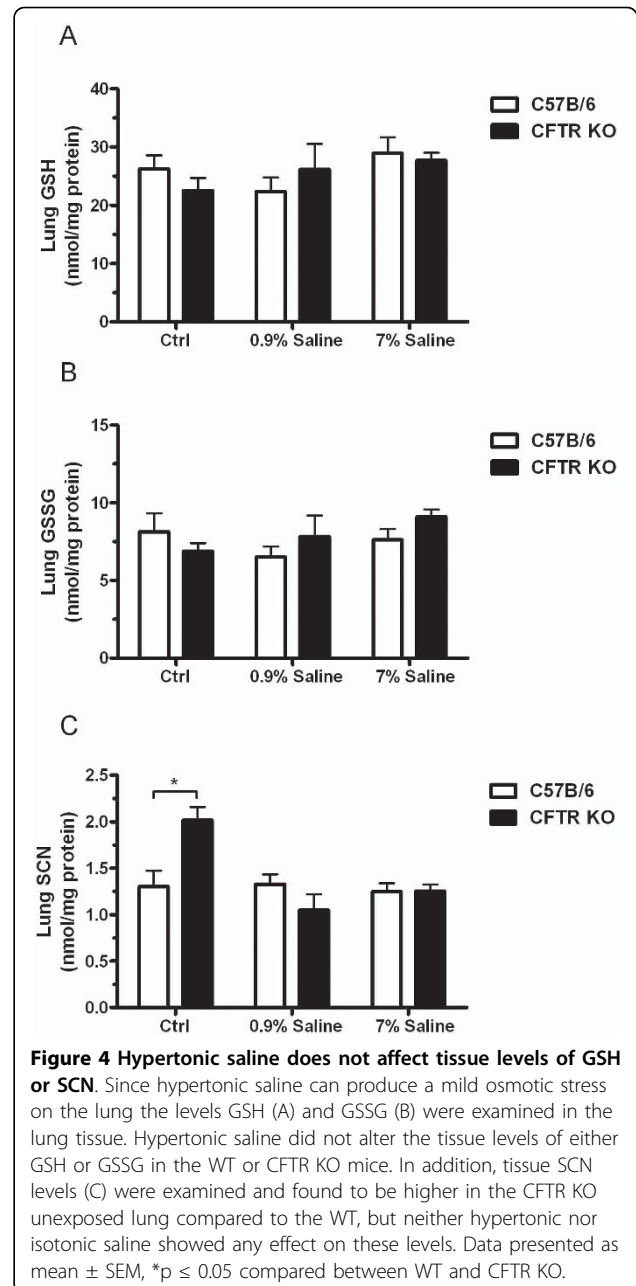 A
40
30
20
10
0
Lung GSH
(nmol/mg protein)
C57B/6
CFTR KO
Ctrl 0.9% Saline 7% Saline
B
15
10
5
0
Lung GSSG
(nmol/mg protein)
C57B/6
CFTR KO
Ctrl 0.9% Saline 7% Saline
C
2.5
2.0
1.5
1.0
0.5
0.0
Lung SCN
(nmol/mg protein)
*
C57B/6
CFTR KO
Ctrl 0.9% Saline 7% Saline
Figure 4 Hypertonic saline does not affect tissue levels of GSH
or SCN. Since hypertonic saline can produce a mild osmotic stress
on the lung the levels GSH (A) and GSSG (B) were examined in the
lung tissue. Hypertonic saline did not alter the tissue levels of either
GSH or GSSG in the WT or CFTR KO mice. In addition, tissue SCN
levels (C) were examined and found to be higher in the CFTR KO
unexposed lung compared to the WT, but neither hypertonic nor
isotonic saline showed any effect on these levels. Data presented as
mean ± SEM, *p ≤ 0.05 compared between WT and CFTR KO.